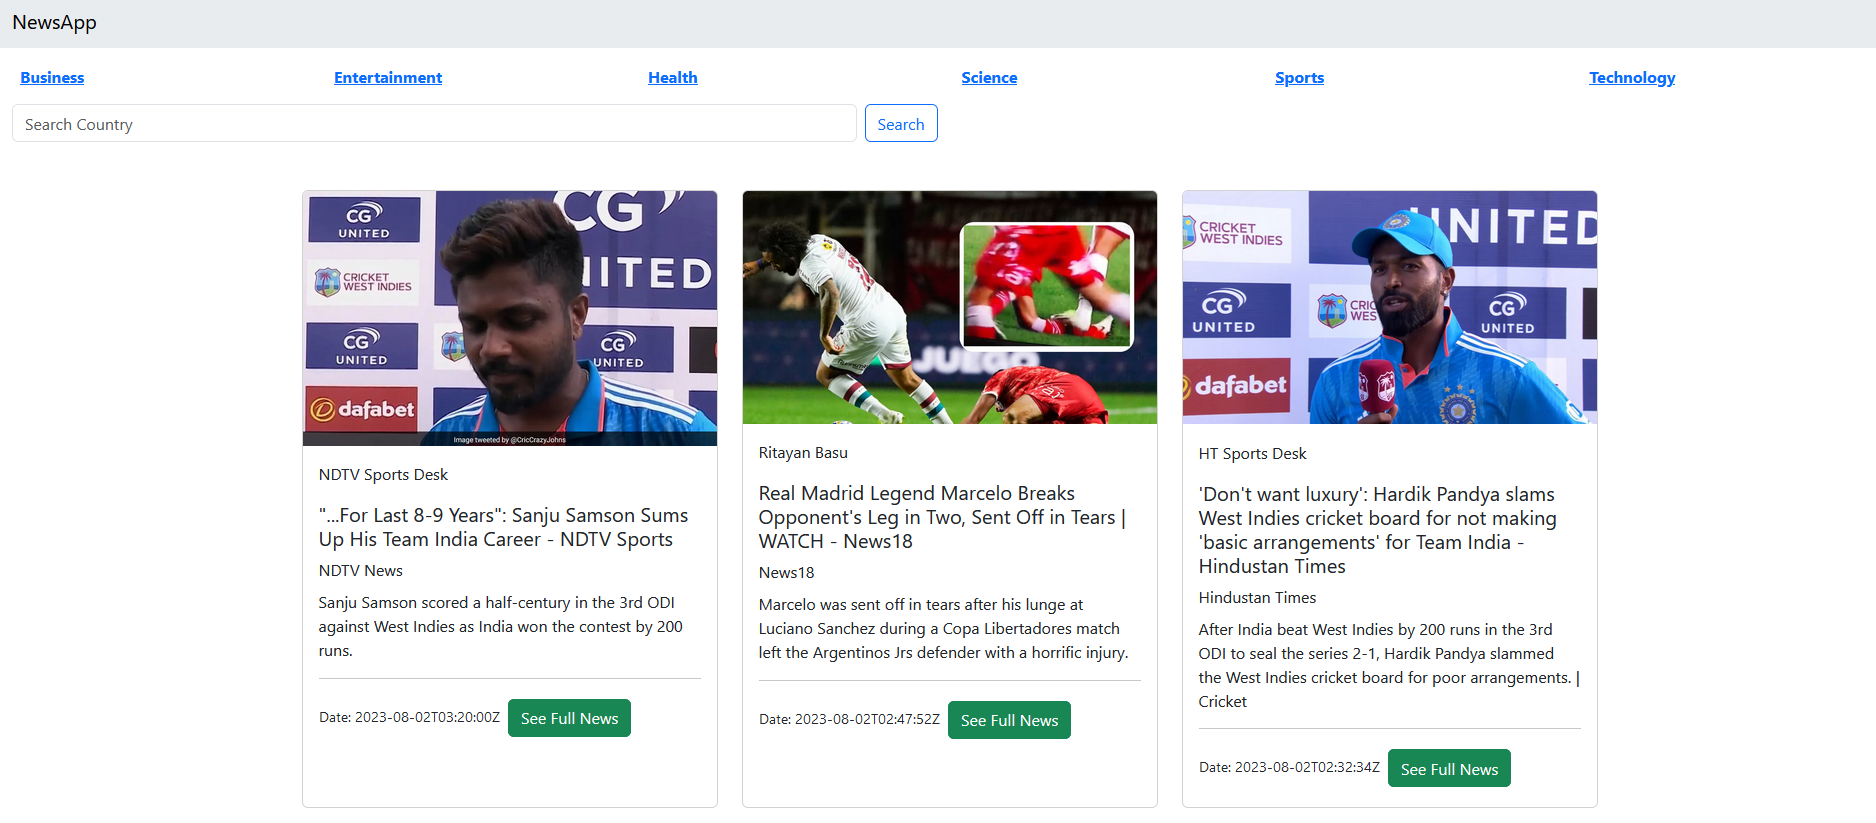 NewsApp
Business Entertainment Health Science Sports Technology
Search Country Search
CG
UNITED
CG
NITED
CRICKET
WEST INDIES
CG
UNITED
CG
UNITED
dafabet
Image tweeted by @CricCrazyJohns
NDTV Sports Desk
"...For Last 8-9 Years": Sanju Samson Sums
Up His Team India Career - NDTV Sports
NDTV News
Sanju Samson scored a half-century in the 3rd ODI
against West Indies as India won the contest by 200
runs.
Date: 2023-08-02T03:20:00Z See Full News
JUEGO
Ritayan Basu
Real Madrid Legend Marcelo Breaks
Opponent's Leg in Two, Sent Off in Tears |
WATCH - News18
News18
Marcelo was sent off in tears after his lunge at
Luciano Sanchez during a Copa Libertadores match
left the Argentinos Jrs defender with a horrific injury.
Date: 2023-08-02T02:47:52Z See Full News
CRICKET
WEST INDIES
UNITED
CG
UNITED
CRIC
WES
CG
UNITED
dafabet
HT Sports Desk
'Don't want luxury': Hardik Pandya slams
West Indies cricket board for not making
'basic arrangements' for Team India -
Hindustan Times
Hindustan Times
After India beat West Indies by 200 runs in the 3rd
ODI to seal the series 2-1, Hardik Pandya slammed
the West Indies cricket board for poor arrangements. |
Cricket
Date: 2023-08-02T02:32:34Z See Full News